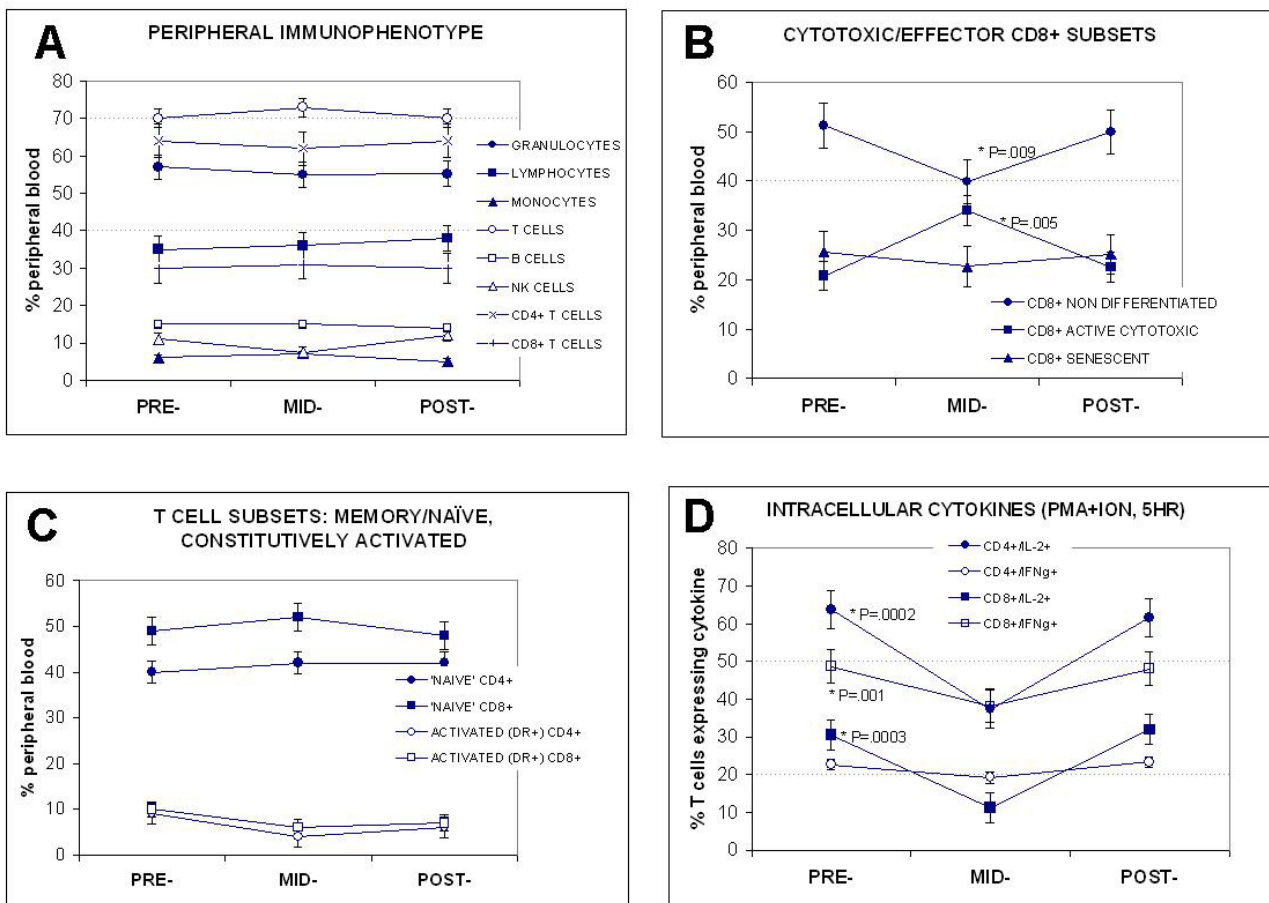 A
PERIPHERAL IMMUNOPHENOTYPE
% peripheral blood
80
70
60
50
40
30
20
10
0
PRE-
MID-
POST-
GRANULOCYTES
LYMPHOCYTES
MONOCYTES
T CELLS
B CELLS
NK CELLS
CD4+ T CELLS
CD8+ T CELLS
B
CYTOTOXIC/EFFECTOR CD8+ SUBSETS
% peripheral blood
60
50
40
30
20
10
0
* P=.009
* P=.005
CD8+ NON DIFFERENTIATED
CD8+ ACTIVE CYTOTOXIC
CD8+ SENESCENT
PRE-
MID-
POST-
C
T CELL SUBSETS: MEMORY/NAÏVE,
CONSTITUTIVELY ACTIVATED
% peripheral blood
60
50
40
30
20
10
0
'NAIVE' CD4+
'NAIVE' CD8+
ACTIVATED (DR+) CD4+
ACTIVATED (DR+) CD8+
PRE-
MID-
POST-
D
INTRACELLULAR CYTOKINES (PMA+ION, 5HR)
% T cells expressing cytokine
80
70
60
50
40
30
20
10
0
CD4+/IL-2+
CD4+/IFNg+
CD8+/IL-2+
CD8+/IFNg+
* P=.0002
* P=.001
* P=.0003
PRE-
MID-
POST-